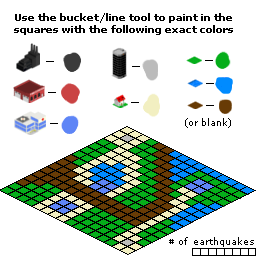 Use the bucket/line tool to paint in the
squares with the following exact colors
(or blank)
# of earthquakes